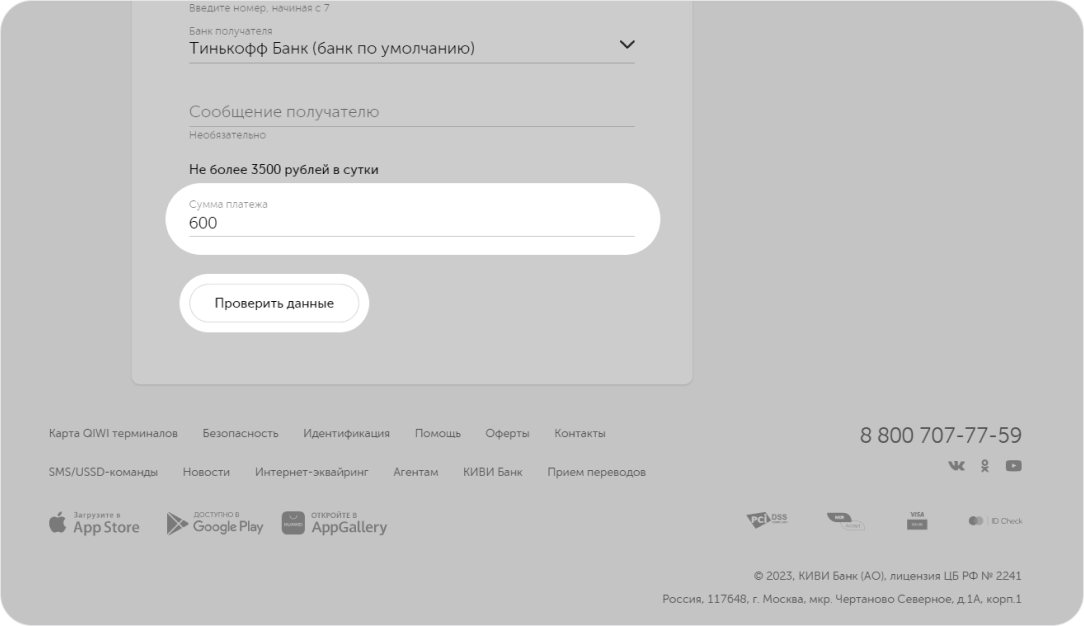 Введите номер, начиная с 7
Банк получателя
Тинькофф Банк (банк по умолчанию)
Сообщение получателю
Необязательно
Не более 3500 рублей в сутки
Сумма платежа
600
Проверить данные
Карта QIWI терминалов Безопасность Идентификация Помощь Оферты Контакты
8 800 707-77-59
SMS/USSD-команды Новости Интернет-эквайринг Агентам КИВИ Банк Прием переводов
Загрузите в
App Store
ДОСТУПНО В
Google Play
ОТКРОЙТЕ В
AppGallery
PCI DSS
VISA
ID Check
© 2023, КИВИ Банк (АО), лицензия ЦБ РФ № 2241
Россия, 117648, г. Москва, мкр. Чертаново Северное, д.1А, корп.1